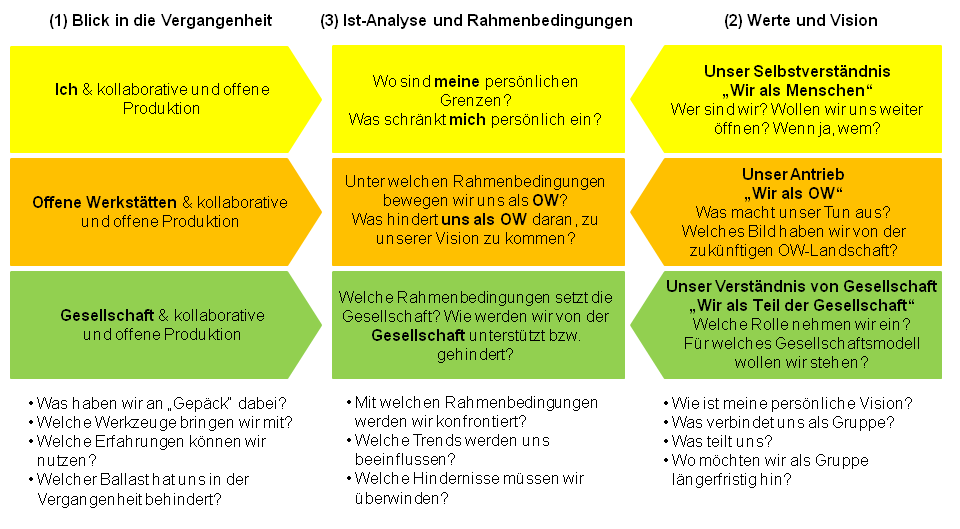 (1) Blick in die Vergangenheit
(3) Ist-Analyse und Rahmenbedingungen
(2) Werte und Vision
Ich & kollaborative und offene
Produktion
Wo sind meine persönlichen
Grenzen?
Was schränkt mich persönlich ein?
Unser Selbstverständnis
„Wir als Menschen“
Wer sind wir? Wollen wir uns weiter
öffnen? Wenn ja, wem?
Offene Werkstätten & kollaborative
und offene Produktion
Unter welchen Rahmenbedingungen
bewegen wir uns als OW?
Was hindert uns als OW daran, zu
unserer Vision zu kommen?
Unser Antrieb
„Wir als OW“
Was macht unser Tun aus?
Welches Bild haben wir von der
zukünftigen OW-Landschaft?
Gesellschaft & kollaborative
und offene Produktion
Welche Rahmenbedingungen setzt die
Gesellschaft? Wie werden wir von der
Gesellschaft unterstützt bzw.
gehindert?
Unser Verständnis von Gesellschaft
„Wir als Teil der Gesellschaft“
Welche Rolle nehmen wir ein?
Für welches Gesellschaftsmodell
wollen wir stehen?
• Was haben wir an „Gepäck“ dabei?
• Welche Werkzeuge bringen wir mit?
• Welche Erfahrungen können wir
nutzen?
• Welcher Ballast hat uns in der
Vergangenheit behindert?
• Mit welchen Rahmenbedingungen
werden wir konfrontiert?
• Welche Trends werden uns
beeinflussen?
• Welche Hindernisse müssen wir
überwinden?
• Wie ist meine persönliche Vision?
• Was verbindet uns als Gruppe?
• Was teilt uns?
• Wo möchten wir als Gruppe
längerfristig hin?